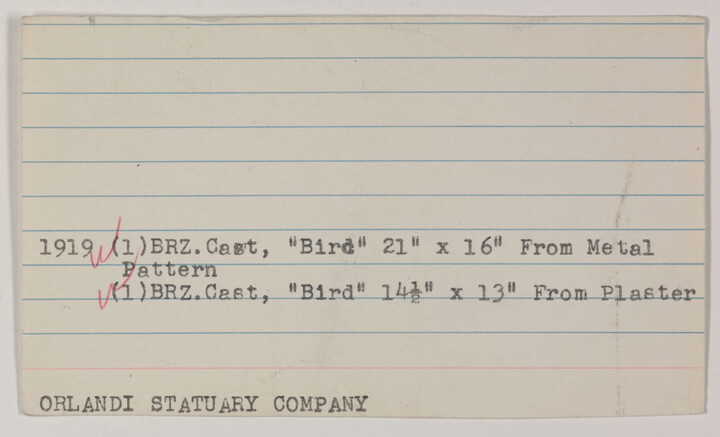 1919 (1)BRZ.Cast, "Bird" 21" x 16" From Metal
Pattern
(1)BRZ.Cast, "Bird" 14½" x 13" From Plaster
ORLANDI STATUARY COMPANY